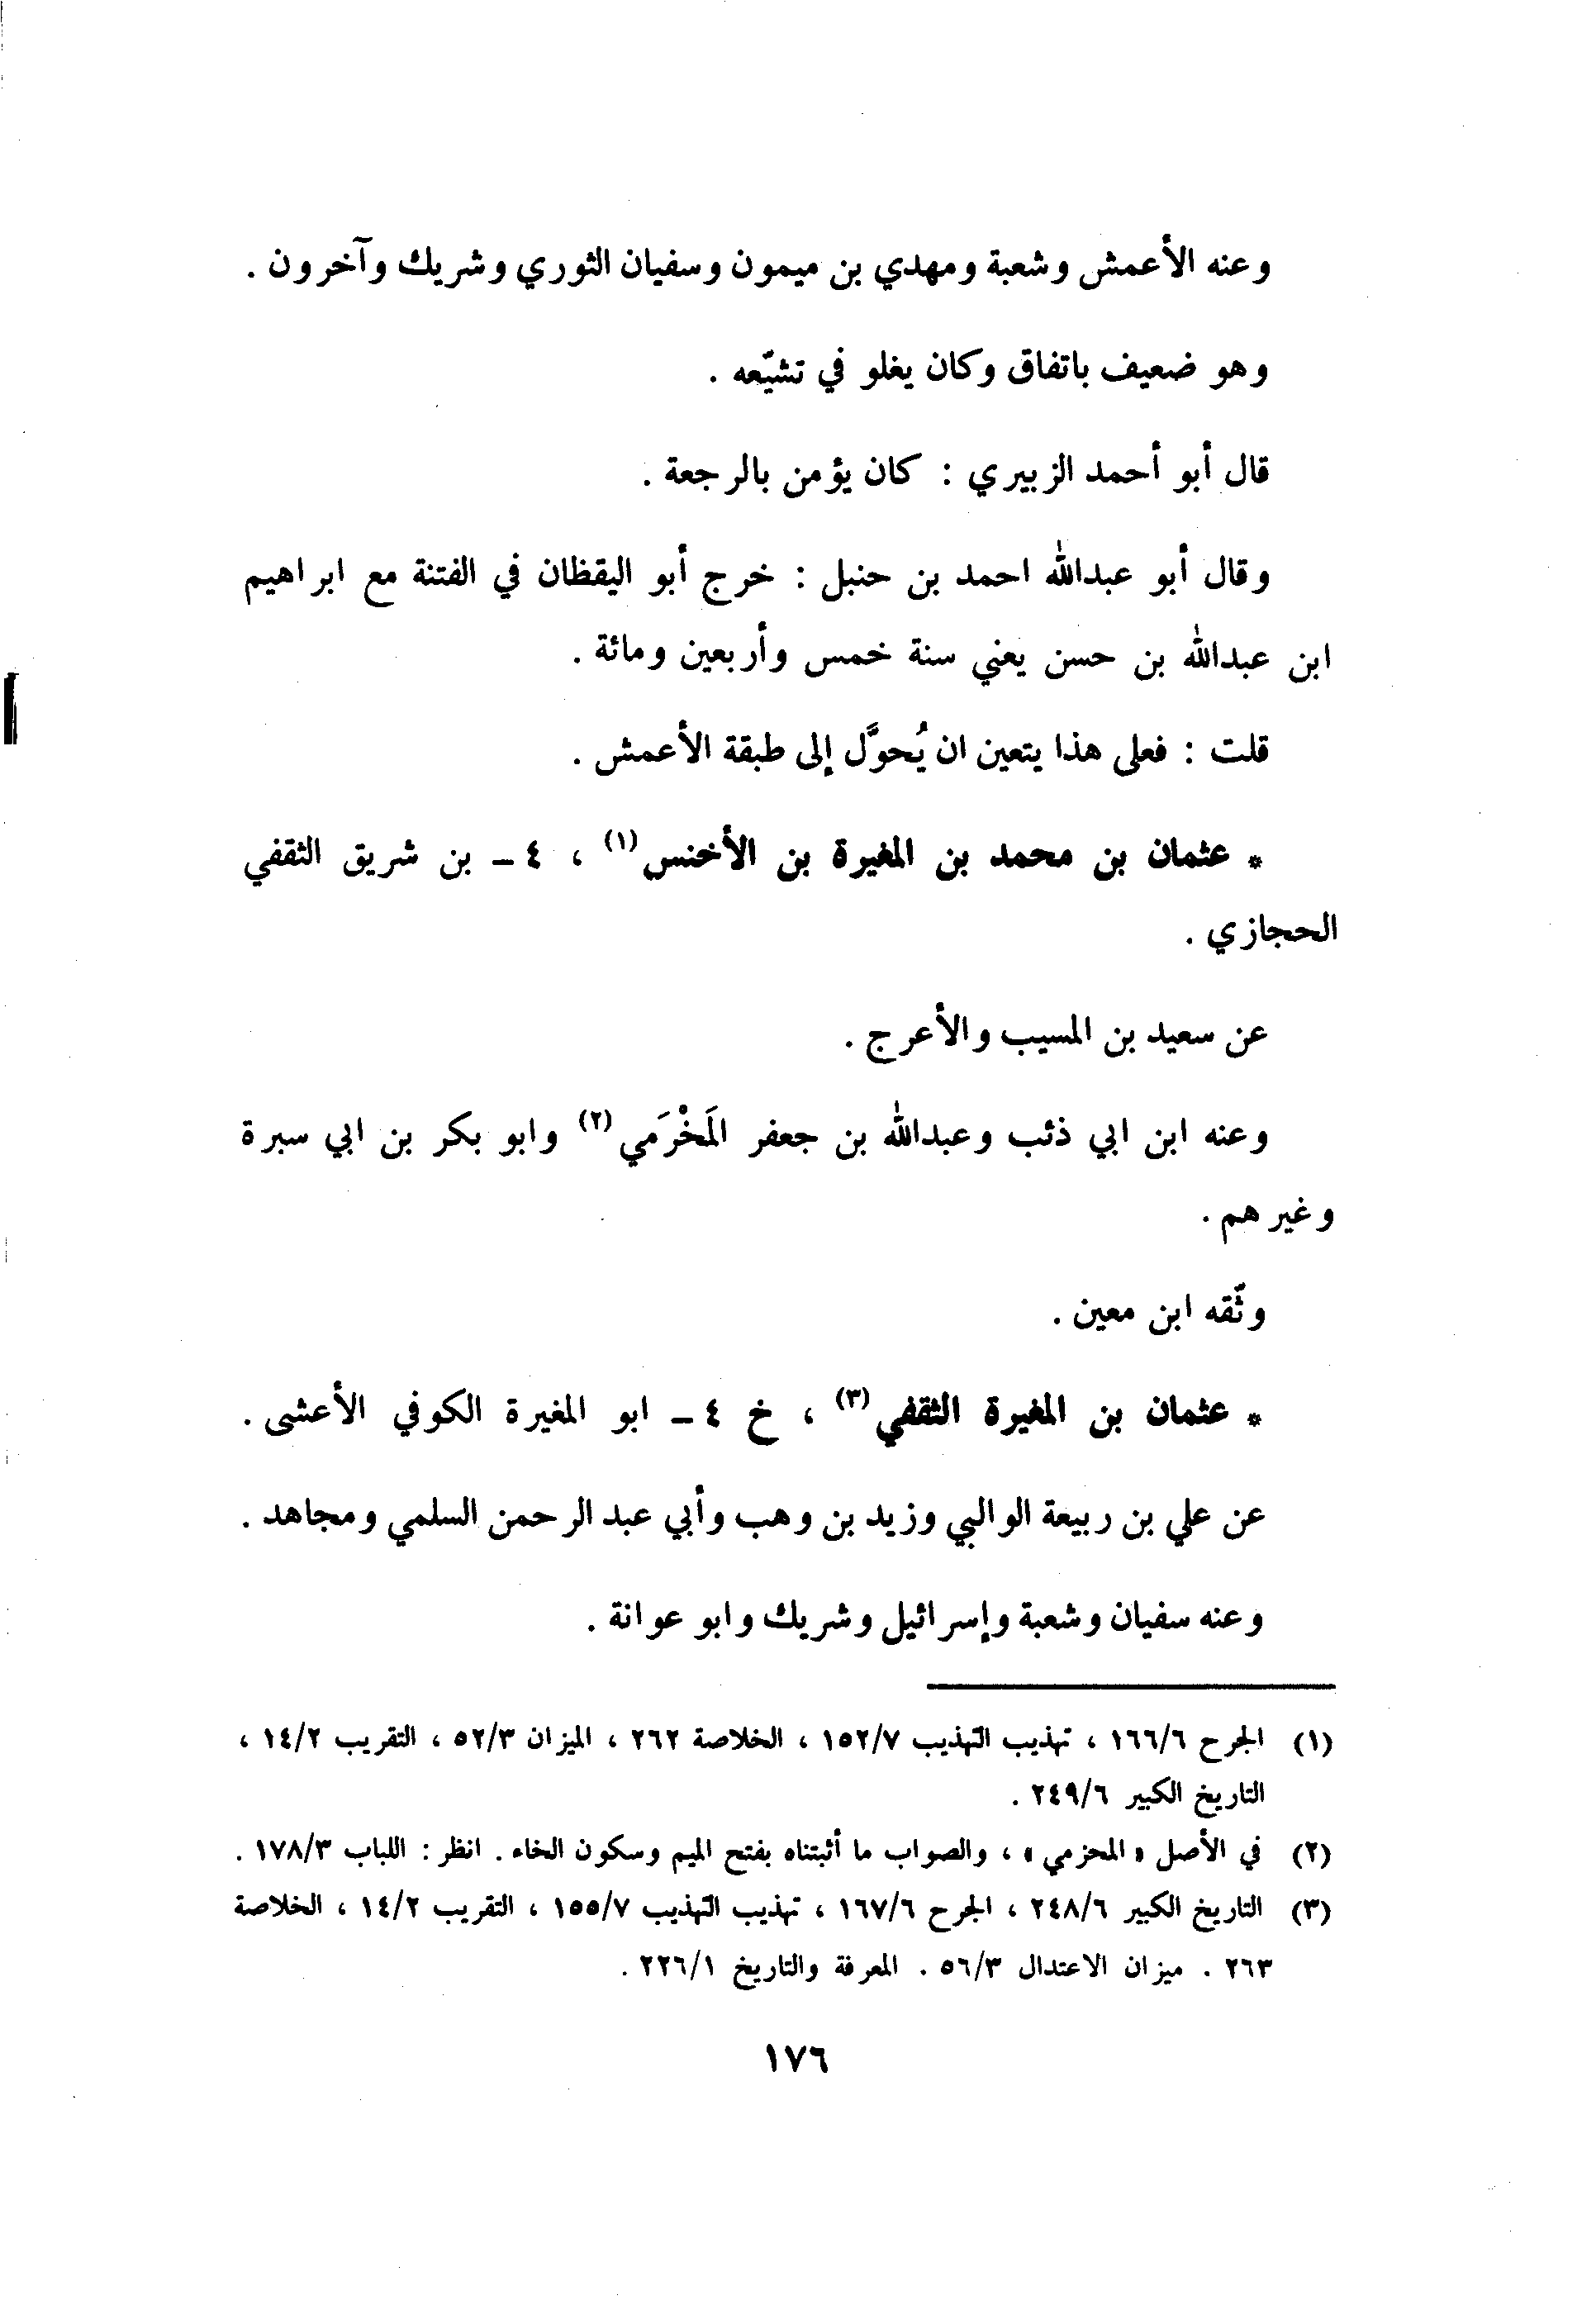 وعنه الأعمش وشعبة ومهدي بن ميمون وسفيان الثوري وشريك وآخرون .
وهو ضعيف باتفاق وكان يغلو في تشيّعه .
قال أبو أحمد الزبيري : كان يؤمن بالرجعة .
وقال أبو عبدالله احمد بن حنبل : خرج أبو اليقظان في الفتنة مع ابراهيم
ابن عبدالله بن حسن يعني سنة خمس وأربعين ومائة .
قلت : فعلى هذا يتعين ان يُحوَّل إلى طبقة الأعمش .
* عثمان بن محمد بن المغيرة بن الأخنس (١) ، ٤ - بن شريق الثقفي
الحجازي .
عن سعيد بن المسيب والأعرج .
وعنه ابن ابي ذئب وعبدالله بن جعفر المَخْرَمي (٢) وابو بكر بن ابي سبرة
وغيرهم .
وثّقه ابن معين .
* عثمان بن المغيرة الثقفي (٣) ، خ ٤ - ابو المغيرة الكوفي الأعشى .
عن علي بن ربيعة الوالبي وزيد بن وهب وأبي عبد الرحمن السلمي ومجاهد .
وعنه سفيان وشعبة وإسرائيل وشريك وابو عوانة .
(١) الجرح ١٦٦/٦ ، تهذيب التهذيب ١٥٢/٧ ، الخلاصة ٢٦٢ ، الميزان ٥٢/٣ ، التقريب ١٤/٢ ،
التاريخ الكبير ٢٤٩/٦ .
(٢) في الأصل « المحزمي » ، والصواب ما أثبتناه بفتح الميم وسكون الخاء . انظر : اللباب ١٧٨/٣ .
(٣) التاريخ الكبير ٢٤٨/٦ ، الجرح ١٦٧/٦ ، تهذيب التهذيب ١٥٥/٧ ، التقريب ١٤/٢ ، الخلاصة
٢٦٣ . ميزان الاعتدال ٥٦/٣ . المعرفة والتاريخ ٢٢٦/١ .
١٧٦